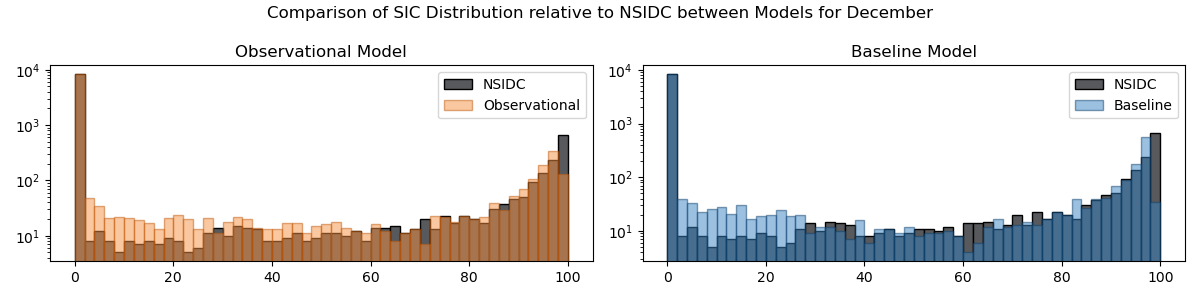 Comparison of SIC Distribution relative to NSIDC between Models for December
Observational Model
10^4
10^3
10^2
10^1
0
20
40
60
80
100
NSIDC
Observational
Baseline Model
10^4
10^3
10^2
10^1
0
20
40
60
80
100
NSIDC
Baseline